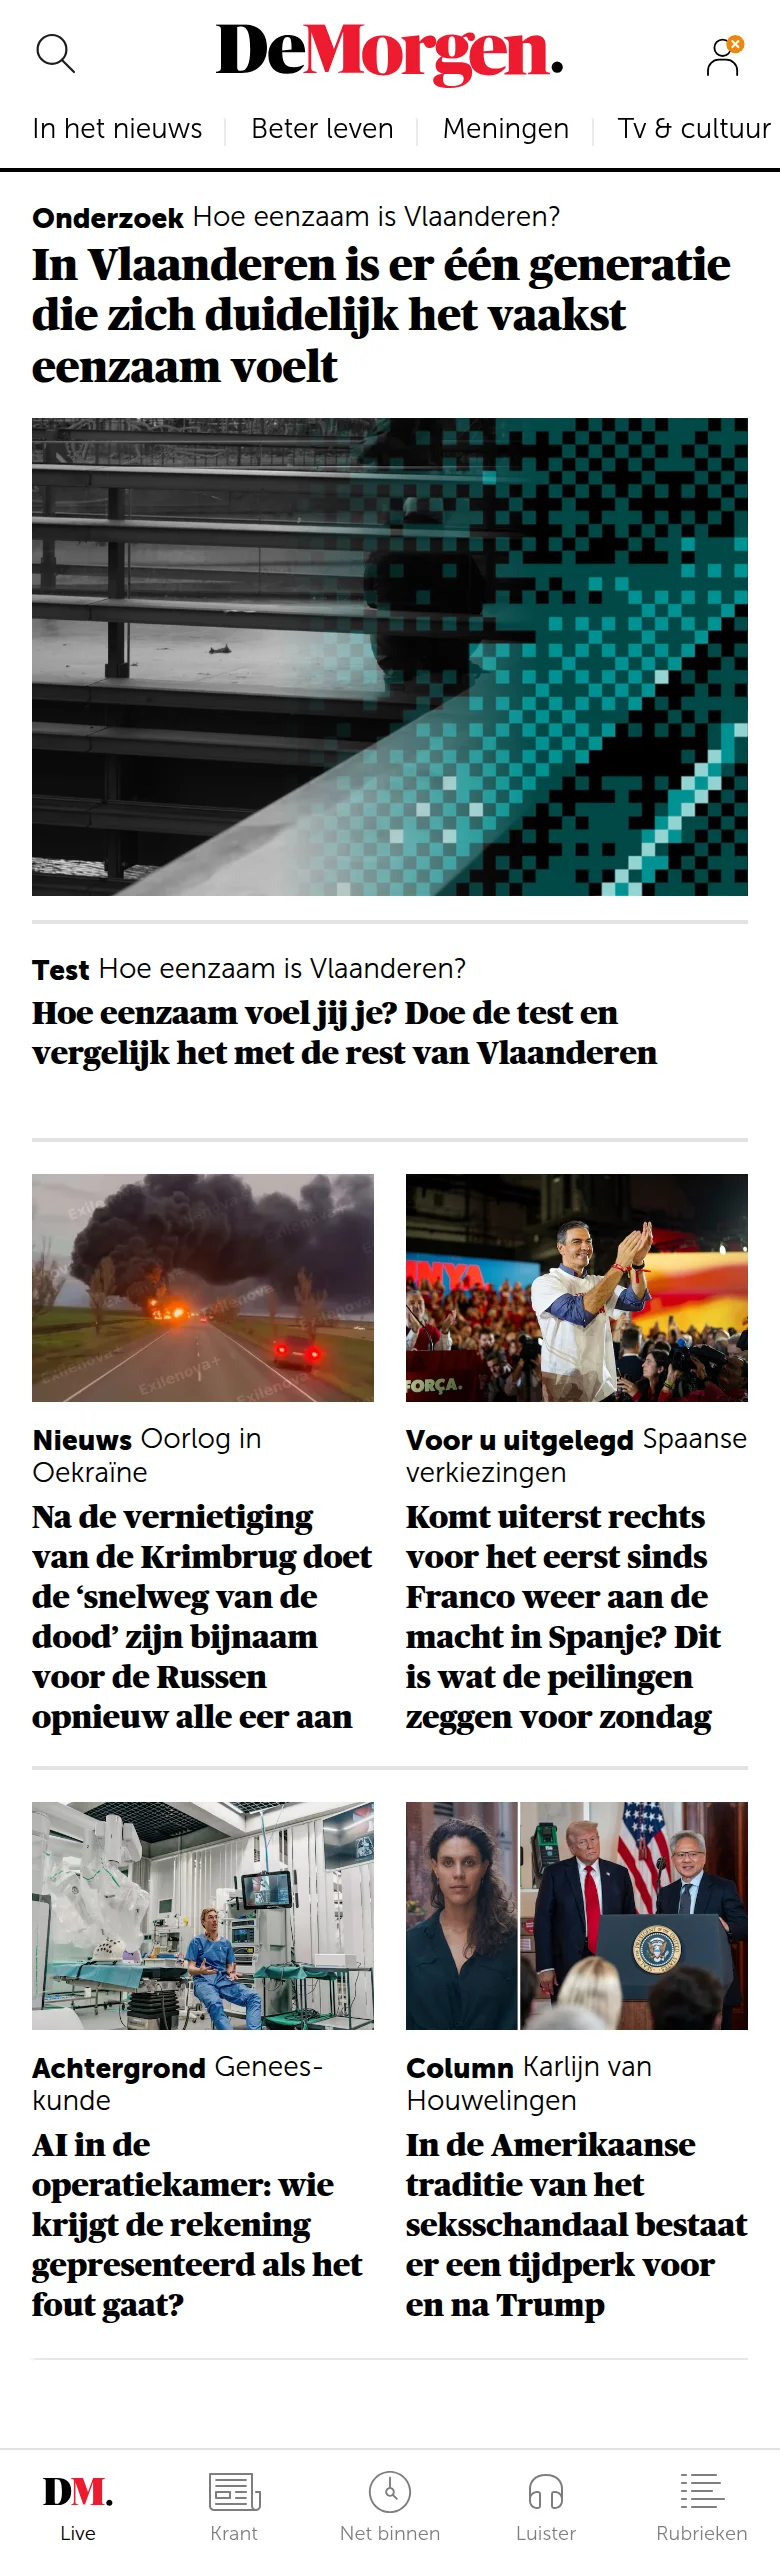 DeMorgen.
In het nieuws
Beter leven
Meningen
Tv & cultuur
Onderzoek Hoe eenzaam is Vlaanderen?
In Vlaanderen is er één generatie
die zich duidelijk het vaakst
eenzaam voelt
Test Hoe eenzaam is Vlaanderen?
Hoe eenzaam voel jij je? Doe de test en
vergelijk het met de rest van Vlaanderen
Exilenova+
Exilenova
Nieuws Oorlog in
Oekraïne
Na de vernietiging
van de Krimbrug doet
de ‘snelweg van de
dood’ zijn bijnaam
voor de Russen
opnieuw alle eer aan
FORÇA.
Voor u uitgelegd Spaanse
verkiezingen
Komt uiterst rechts
voor het eerst sinds
Franco weer aan de
macht in Spanje? Dit
is wat de peilingen
zeggen voor zondag
Achtergrond Genees-
kunde
AI in de
operatiekamer: wie
krijgt de rekening
gepresenteerd als het
fout gaat?
Column Karlijn van
Houwelingen
In de Amerikaanse
traditie van het
seksschandaal bestaat
er een tijdperk voor
en na Trump
DM.
Live
Krant
Net binnen
Luister
Rubrieken